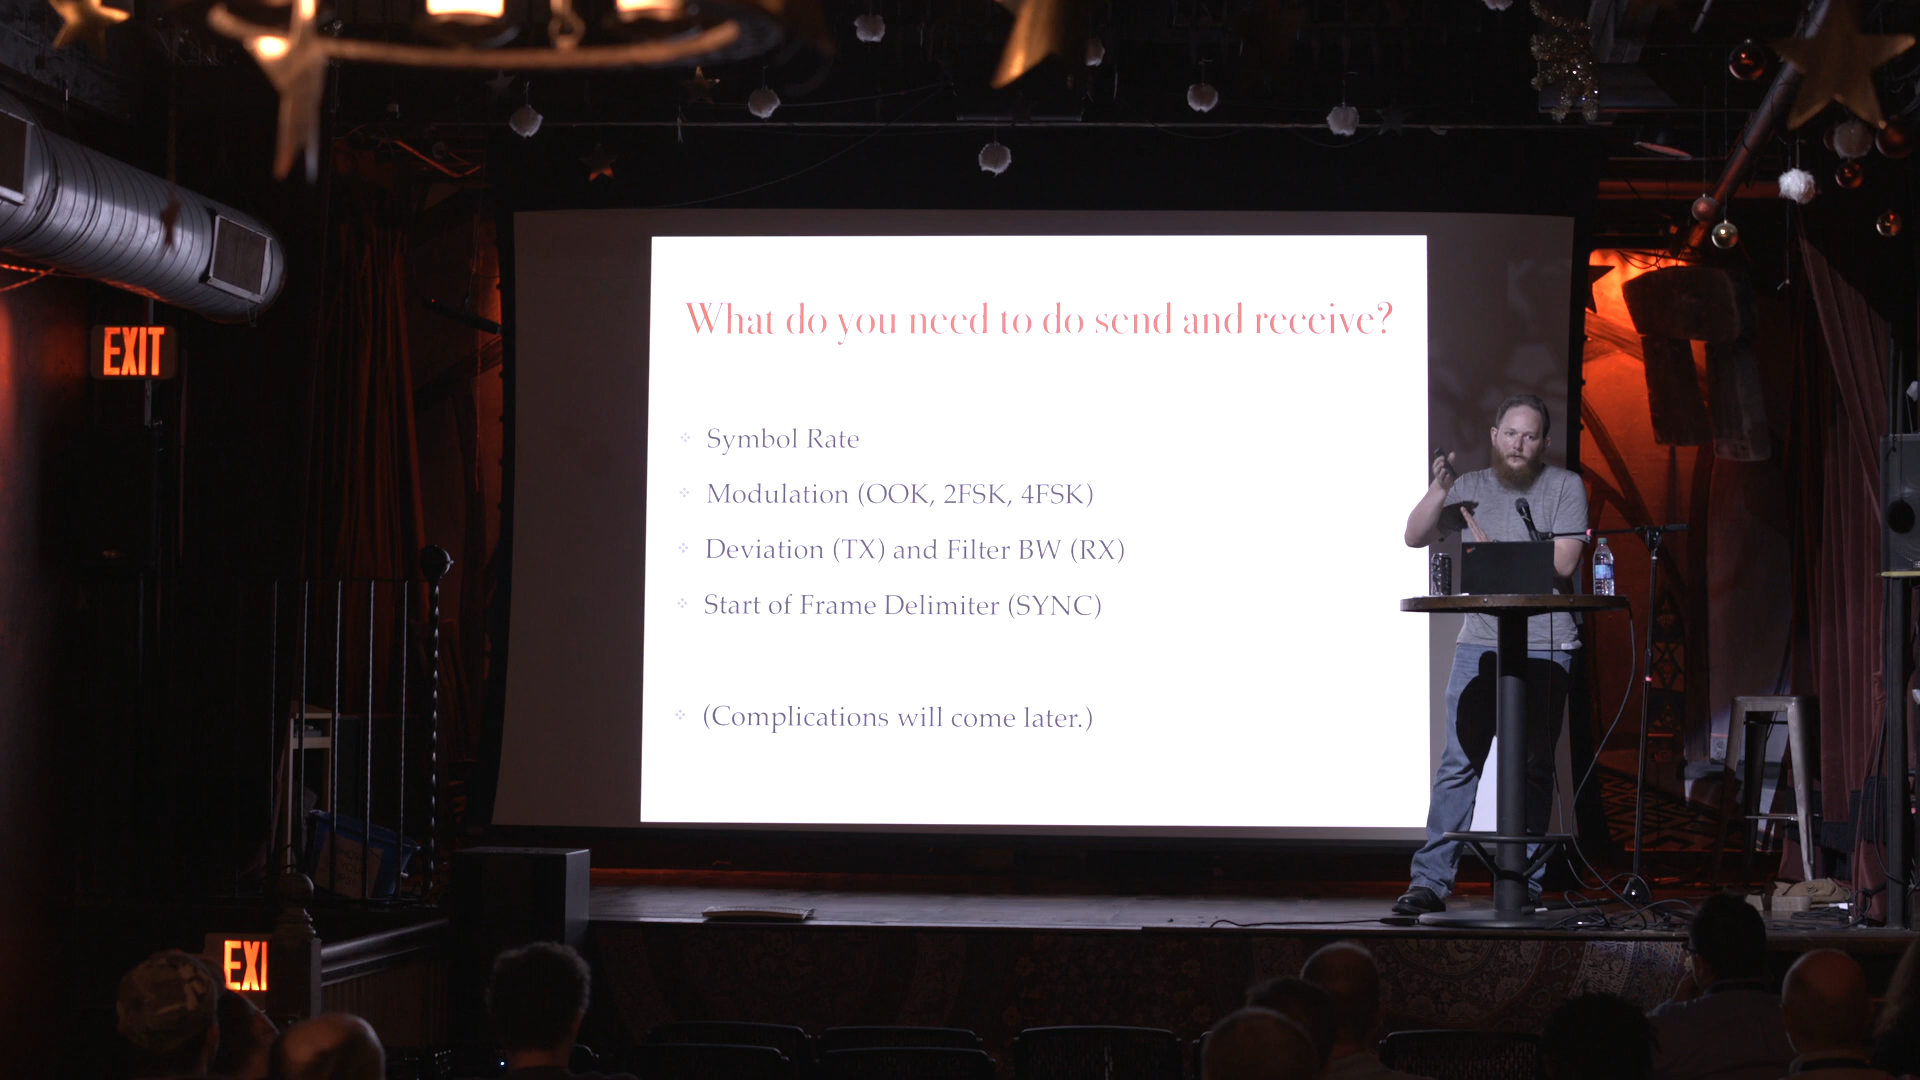 What do you need to do send and receive?
Symbol Rate
Modulation (OOK, 2FSK, 4FSK)
Deviation (TX) and Filter BW (RX)
Start of Frame Delimiter (SYNC)
(Complications will come later.)
EXIT
EXI